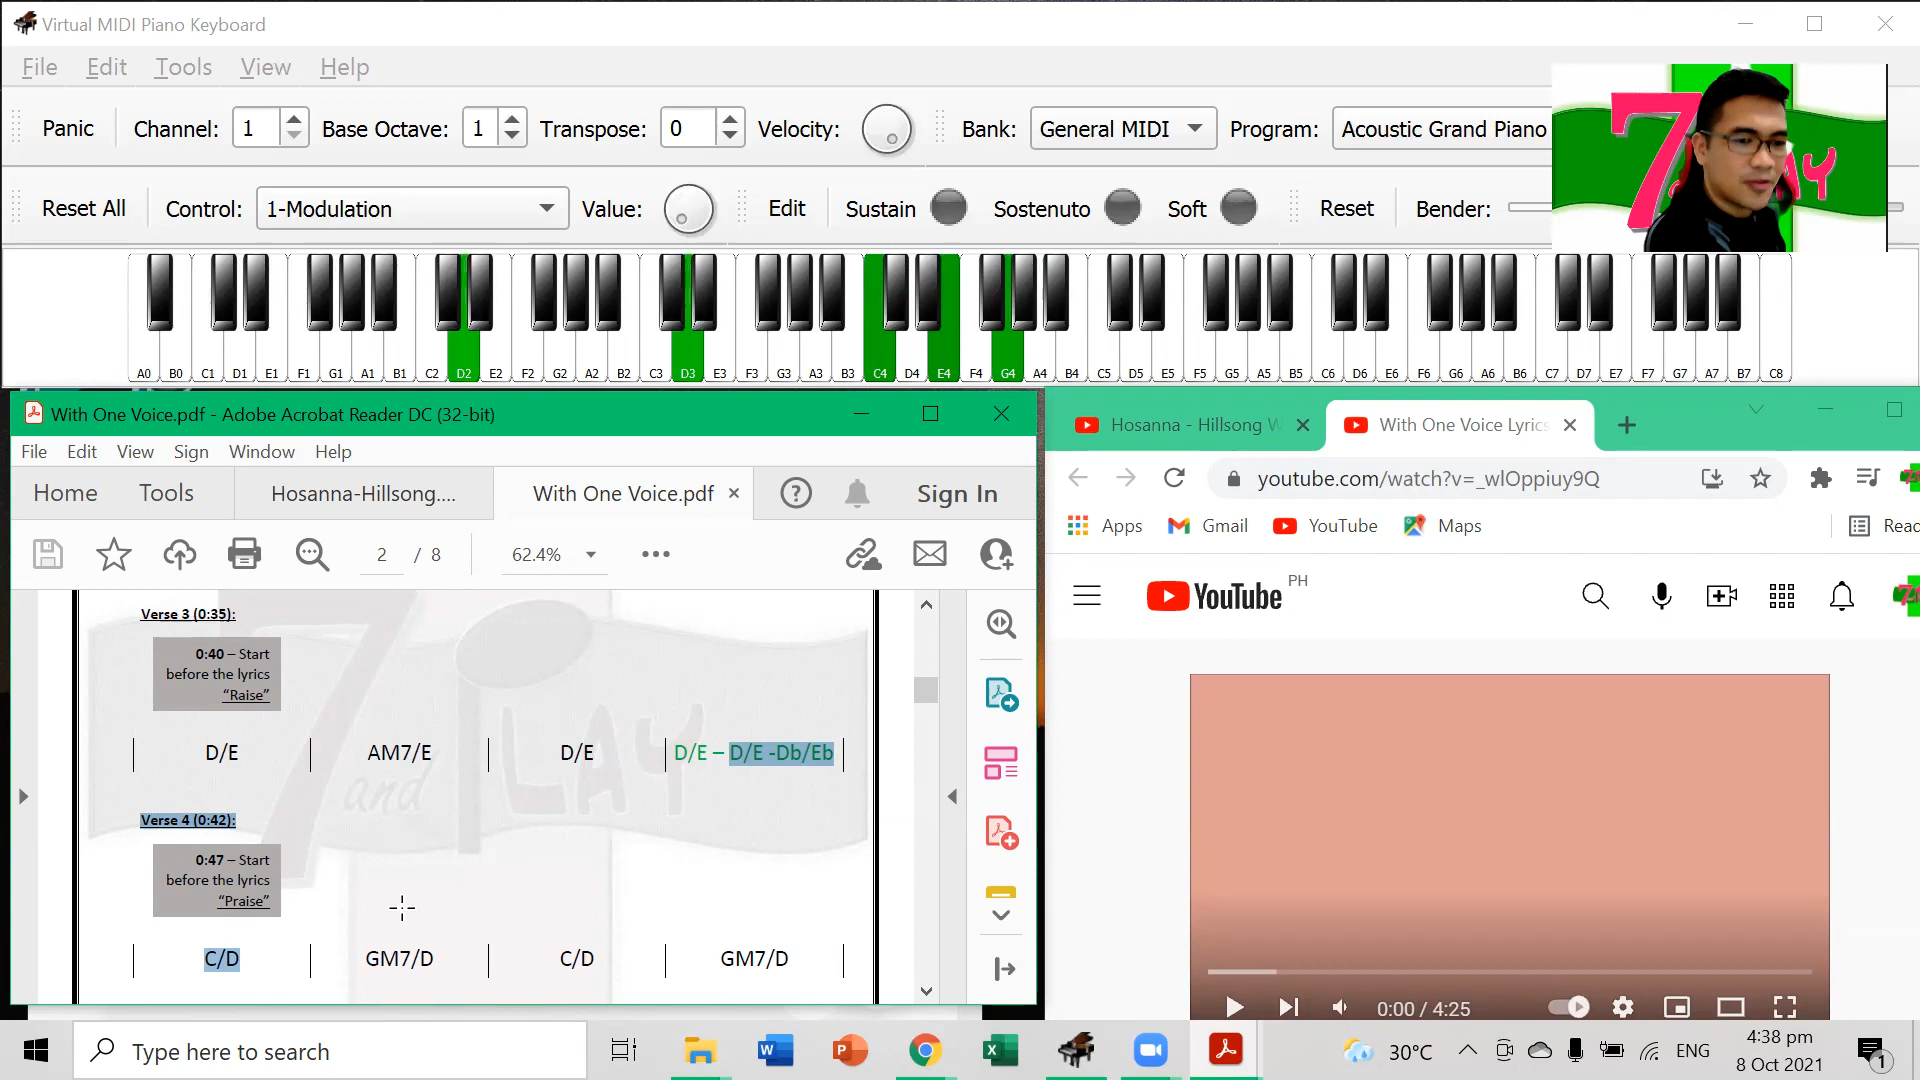 Virtual MIDI Piano Keyboard
File Edit Tools View Help
Panic Channel: 1 Base Octave: 1 Transpose: 0 Velocity: Bank: General MIDI Program: Acoustic Grand Piano
Reset All Control: 1-Modulation Value: Edit Sustain Sostenuto Soft Reset Bender:
7 AY
A0 B0 C1 D1 E1 F1 G1 A1 B1 C2 D2 E2 F2 G2 A2 B2 C3 D3 E3 F3 G3 A3 B3 C4 D4 E4 F4 G4 A4 B4 C5 D5 E5 F5 G5 A5 B5 C6 D6 E6 F6 G6 A6 B6 C7 D7 E7 F7 G7 A7 B7 C8
With One Voice.pdf - Adobe Acrobat Reader DC (32-bit)
File Edit View Sign Window Help
Home Tools Hosanna-Hillsong.... With One Voice.pdf × Sign In
2 / 8 62.4%
Verse 3 (0:35):
0:40 – Start
before the lyrics
“Raise”
D/E AM7/E D/E D/E – D/E -Db/Eb
7 and PLAY
Verse 4 (0:42):
0:47 – Start
before the lyrics
“Praise”
C/D GM7/D C/D GM7/D
Hosanna - Hillsong W With One Voice Lyrics
youtube.com/watch?v=_wlOppiuy9Q
Apps Gmail YouTube Maps Read
YouTube PH
0:00 / 4:25
Type here to search
30°C ENG 4:38 pm
8 Oct 2021
1